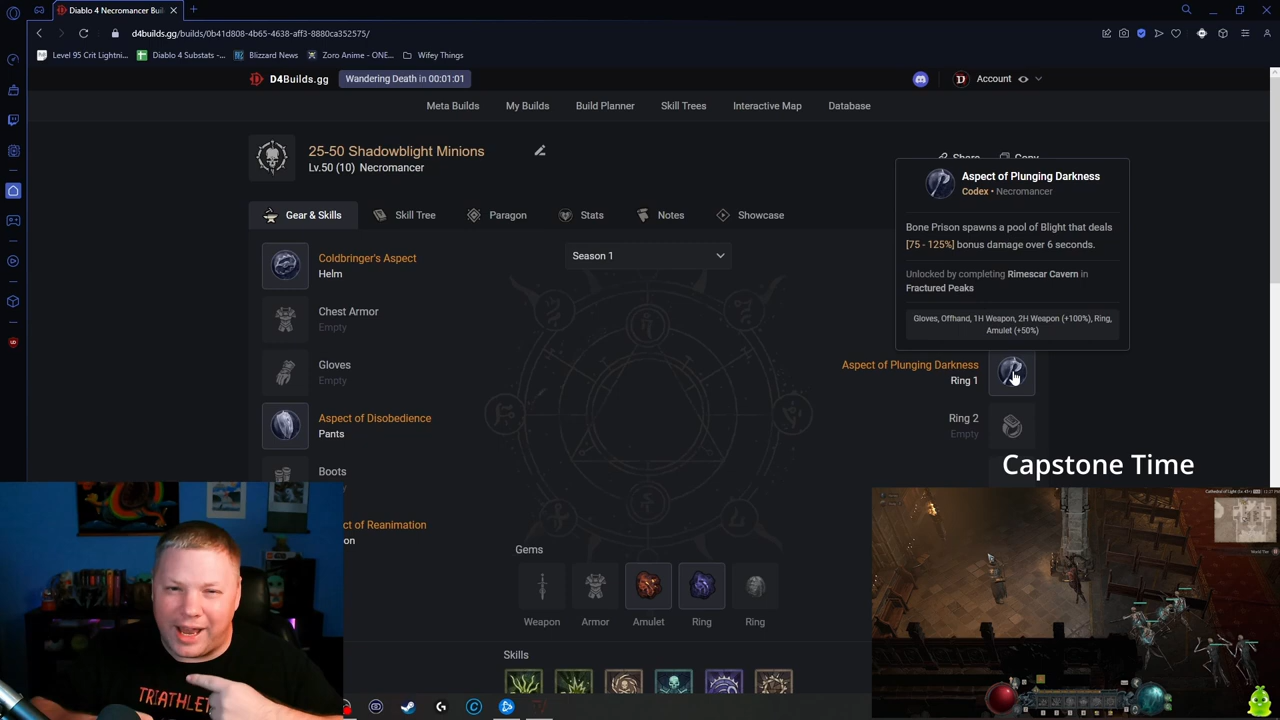 Diablo 4 Necromancer Buil
d4builds.gg/builds/0b41d808-4b65-4638-aff3-8880ca352575/
Level 95 Crit Lightni...
Diablo 4 Substats -...
Blizzard News
Zoro Anime - ONE...
Wifey Things
D4Builds.gg
Wandering Death in 00:01:01
Account
Meta Builds
My Builds
Build Planner
Skill Trees
Interactive Map
Database
25-50 Shadowblight Minions
Lv.50 (10) Necromancer
Share
Copy
Gear & Skills
Skill Tree
Paragon
Stats
Notes
Showcase
Aspect of Plunging Darkness
Codex • Necromancer
Bone Prison spawns a pool of Blight that deals
[75 - 125%] bonus damage over 6 seconds.
Unlocked by completing Rimescar Cavern in
Fractured Peaks
Gloves, Offhand, 1H Weapon, 2H Weapon (+100%), Ring,
Amulet (+50%)
Coldbringer's Aspect
Helm
Season 1
Chest Armor
Empty
Gloves
Empty
Aspect of Plunging Darkness
Ring 1
Aspect of Disobedience
Pants
Ring 2
Empty
Boots
ct of Reanimation
on
Capstone Time
Gems
Weapon
Armor
Amulet
Ring
Ring
Skills
TRIATHLET